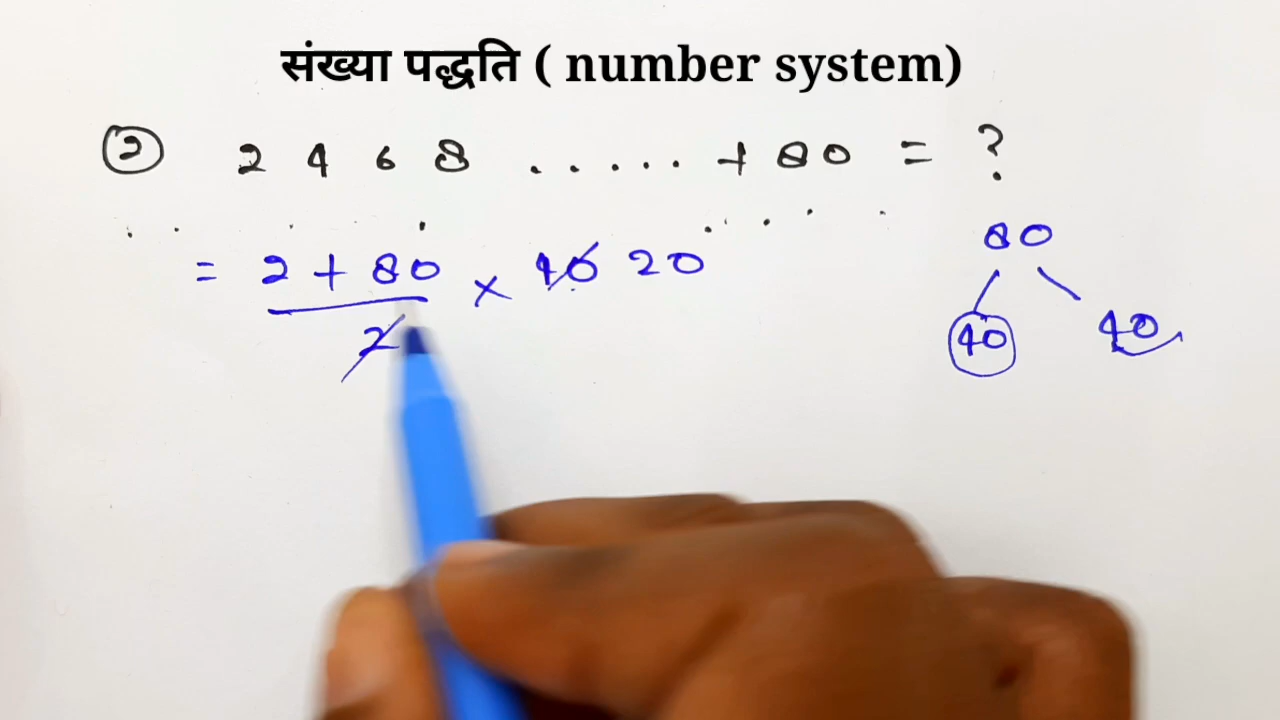 संख्या पद्धति ( number system)
② 2 4 6 8 ..... + 80 = ?
80
= 2 + 80 × 40 20
2
40 40